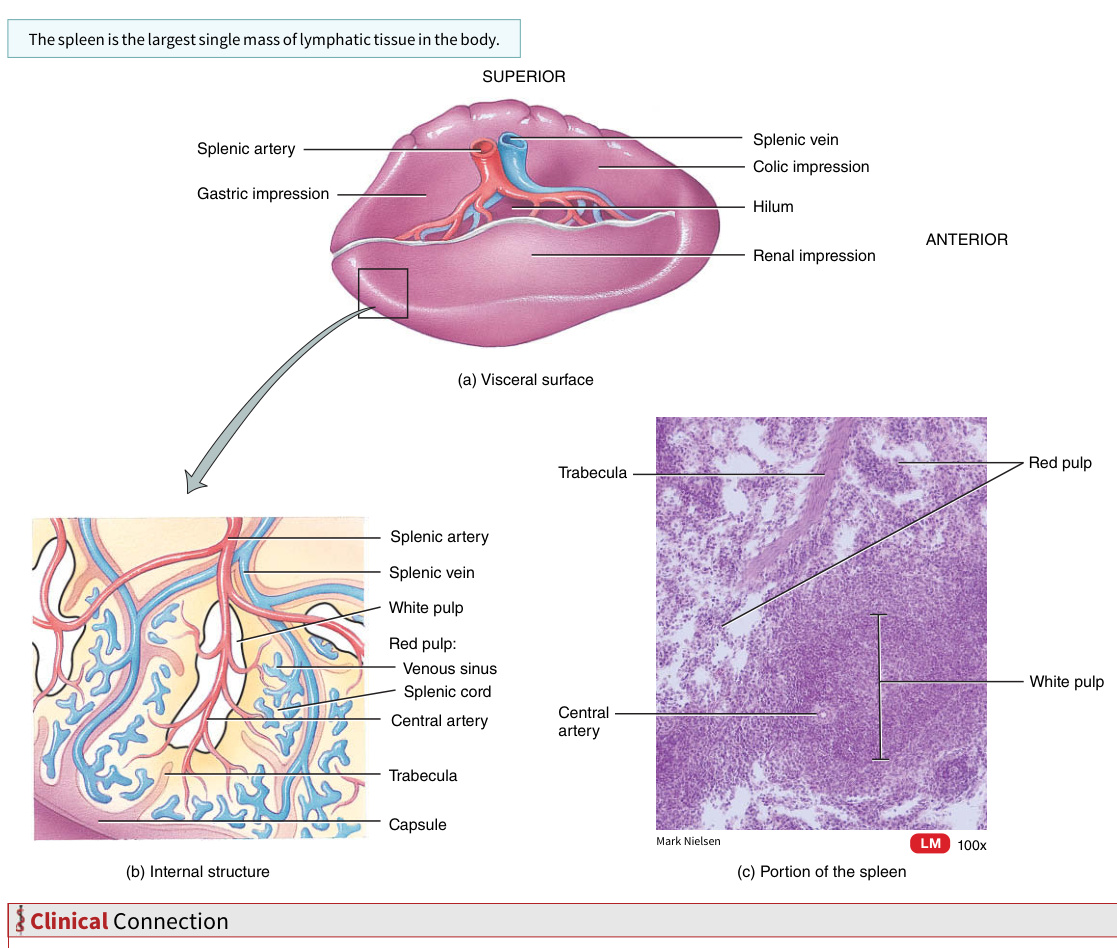 The spleen is the largest single mass of lymphatic tissue in the body.
SUPERIOR
Splenic artery
Gastric impression
Splenic vein
Colic impression
Hilum
Renal impression
ANTERIOR
(a) Visceral surface
Splenic artery
Splenic vein
White pulp
Red pulp:
Venous sinus
Splenic cord
Central artery
Trabecula
Capsule
(b) Internal structure
Trabecula
Central
artery
Red pulp
White pulp
Mark Nielsen
LM 100x
(c) Portion of the spleen
Clinical Connection